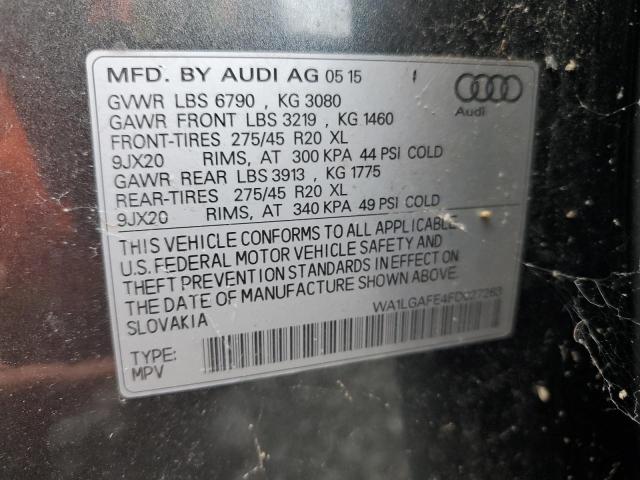 MFD. BY AUDI AG 05 15
GVWR LBS 6790 , KG 3080
GAWR FRONT LBS 3219 , KG 1460
FRONT-TIRES 275/45 R20 XL
9JX20 RIMS, AT 300 KPA 44 PSI COLD
GAWR REAR LBS 3913 , KG 1775
REAR-TIRES 275/45 R20 XL
9JX20 RIMS, AT 340 KPA 49 PSI COLD
Audi
THIS VEHICLE CONFORMS TO ALL APPLICABLE
U.S. FEDERAL MOTOR VEHICLE SAFETY AND
THEFT PREVENTION STANDARDS IN EFFECT ON
THE DATE OF MANUFACTURE SHOWN ABOVE.
SLOVAKIA
WA1LGAFE4FD027263
TYPE:
MPV